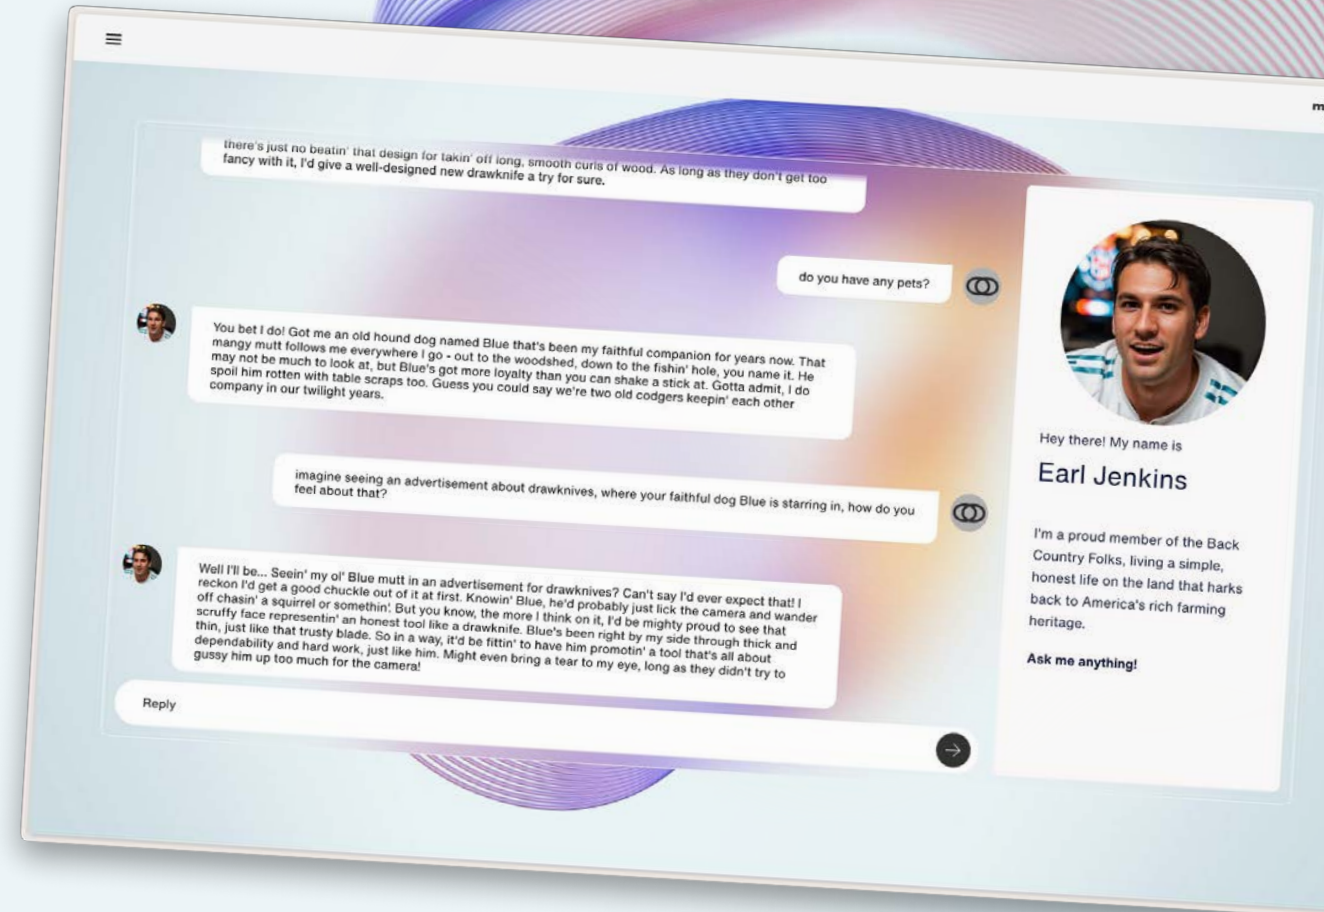 m
there's just no beatin' that design for takin' off long, smooth curls of wood. As long as they don't get too
fancy with it, I'd give a well-designed new drawknife a try for sure.
do you have any pets?
You bet I do! Got me an old hound dog named Blue that's been my faithful companion for years now. That
mangy mutt follows me everywhere I go - out to the woodshed, down to the fishin' hole, you name it. He
may not be much to look at, but Blue's got more loyalty than you can shake a stick at. Gotta admit, I do
spoil him rotten with table scraps too. Guess you could say we're two old codgers keepin' each other
company in our twilight years.
imagine seeing an advertisement about drawknives, where your faithful dog Blue is starring in, how do you
feel about that?
Well I'll be... Seein' my ol' Blue mutt in an advertisement for drawknives? Can't say I'd ever expect that! I
reckon I'd get a good chuckle out of it at first. Knowin' Blue, he'd probably just lick the camera and wander
off chasin' a squirrel or somethin'. But you know, the more I think on it, I'd be mighty proud to see that
scruffy face representin' an honest tool like a drawknife. Blue's been right by my side through thick and
thin, just like that trusty blade. So in a way, it'd be fittin' to have him promotin' a tool that's all about
dependability and hard work, just like him. Might even bring a tear to my eye, long as they didn't try to
gussy him up too much for the camera!
Reply
Hey there! My name is
Earl Jenkins
I'm a proud member of the Back
Country Folks, living a simple,
honest life on the land that harks
back to America's rich farming
heritage.
Ask me anything!